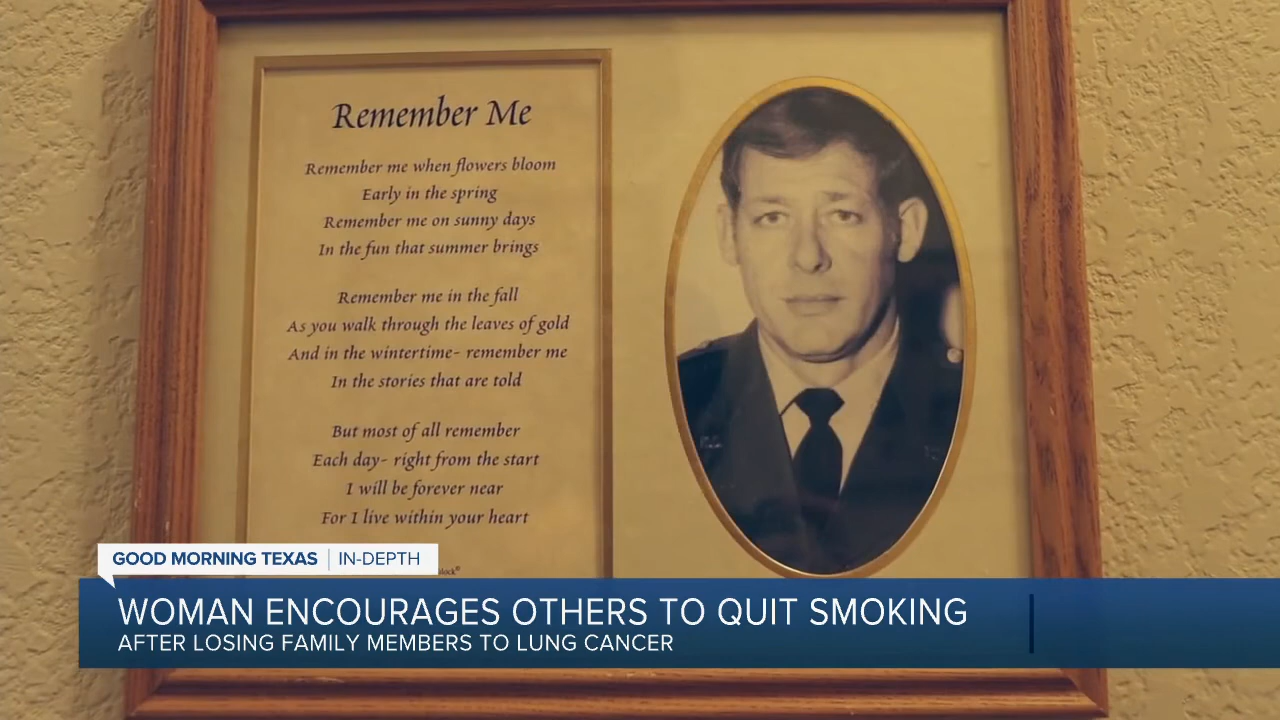 Remember Me
Remember me when flowers bloom
Early in the spring
Remember me on sunny days
In the fun that summer brings
Remember me in the fall
As you walk through the leaves of gold
And in the wintertime- remember me
In the stories that are told
But most of all remember
Each day- right from the start
I will be forever near
For I live within your heart
GOOD MORNING TEXAS | IN-DEPTH
WOMAN ENCOURAGES OTHERS TO QUIT SMOKING
AFTER LOSING FAMILY MEMBERS TO LUNG CANCER